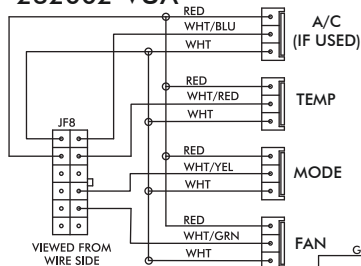 RED
WHT/BLU
WHT
A/C
(IF USED)
RED
WHT/RED
WHT
TEMP
JF8
RED
WHT/YEL
WHT
MODE
RED
WHT/GRN
WHT
FAN
G
VIEWED FROM
WIRE SIDE